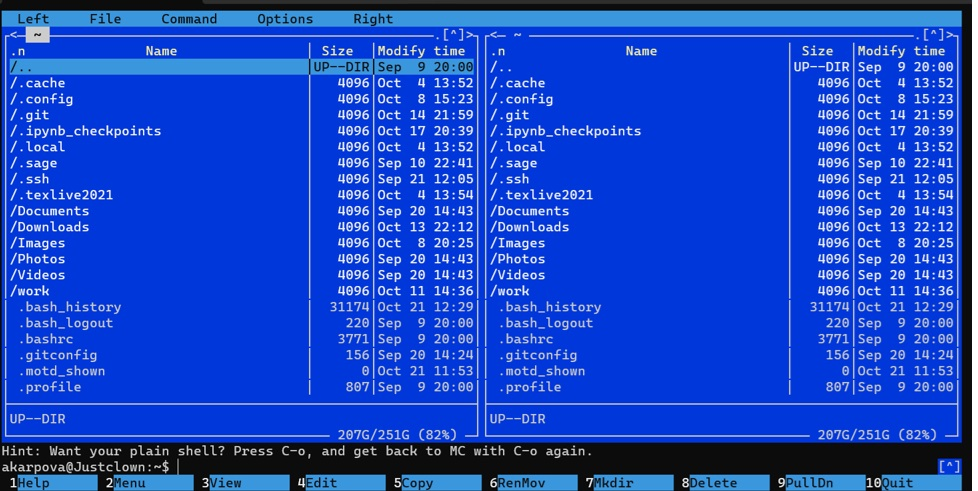 Left File Command Options Right
<─ ~ .[^]> <─ ~ .[^]>
.n Name Size Modify time .n Name Size Modify time
/.. UP--DIR Sep 9 20:00 /.. UP--DIR Sep 9 20:00
/.cache 4096 Oct 4 13:52 /.cache 4096 Oct 4 13:52
/.config 4096 Oct 8 15:23 /.config 4096 Oct 8 15:23
/.git 4096 Oct 14 21:59 /.git 4096 Oct 14 21:59
/.ipynb_checkpoints 4096 Oct 17 20:39 /.ipynb_checkpoints 4096 Oct 17 20:39
/.local 4096 Oct 4 13:52 /.local 4096 Oct 4 13:52
/.sage 4096 Sep 10 22:41 /.sage 4096 Sep 10 22:41
/.ssh 4096 Sep 21 12:05 /.ssh 4096 Sep 21 12:05
/.texlive2021 4096 Oct 4 13:54 /.texlive2021 4096 Oct 4 13:54
/Documents 4096 Sep 20 14:43 /Documents 4096 Sep 20 14:43
/Downloads 4096 Oct 13 22:12 /Downloads 4096 Oct 13 22:12
/Images 4096 Oct 8 20:25 /Images 4096 Oct 8 20:25
/Photos 4096 Sep 20 14:43 /Photos 4096 Sep 20 14:43
/Videos 4096 Sep 20 14:43 /Videos 4096 Sep 20 14:43
/work 4096 Oct 11 14:36 /work 4096 Oct 11 14:36
.bash_history 31174 Oct 21 12:29 .bash_history 31174 Oct 21 12:29
.bash_logout 220 Sep 9 20:00 .bash_logout 220 Sep 9 20:00
.bashrc 3771 Sep 9 20:00 .bashrc 3771 Sep 9 20:00
.gitconfig 156 Sep 20 14:24 .gitconfig 156 Sep 20 14:24
.motd_shown 0 Oct 21 11:53 .motd_shown 0 Oct 21 11:53
.profile 807 Sep 9 20:00 .profile 807 Sep 9 20:00
UP--DIR UP--DIR
207G/251G (82%) 207G/251G (82%)
Hint: Want your plain shell? Press C-o, and get back to MC with C-o again.
akarpova@Justclown:~$ [^]
1Help 2Menu 3View 4Edit 5Copy 6RenMov 7Mkdir 8Delete 9PullDn 10Quit